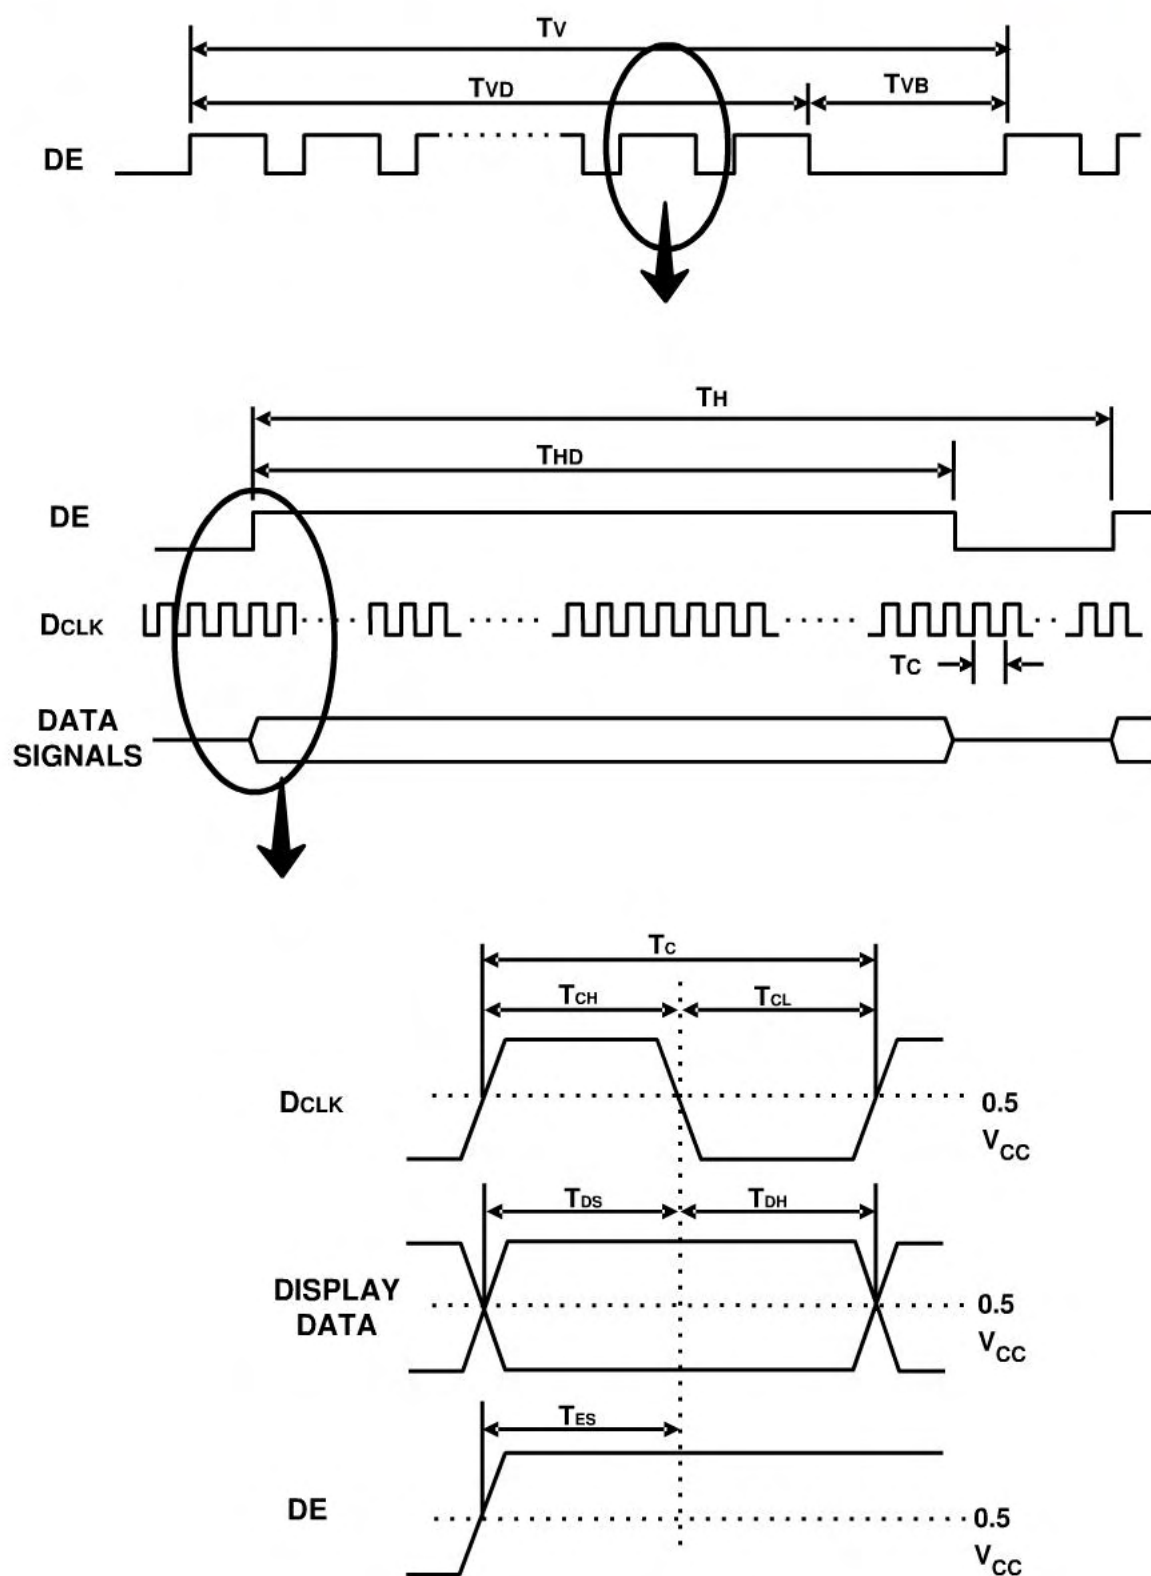 TV
TVD
TVB
DE
TH
THD
DE
DCLK
TC
DATA
SIGNALS
TC
TCH
TCL
DCLK
0.5
VCC
TDS
TDH
DISPLAY
DATA
0.5
VCC
TES
DE
0.5
VCC